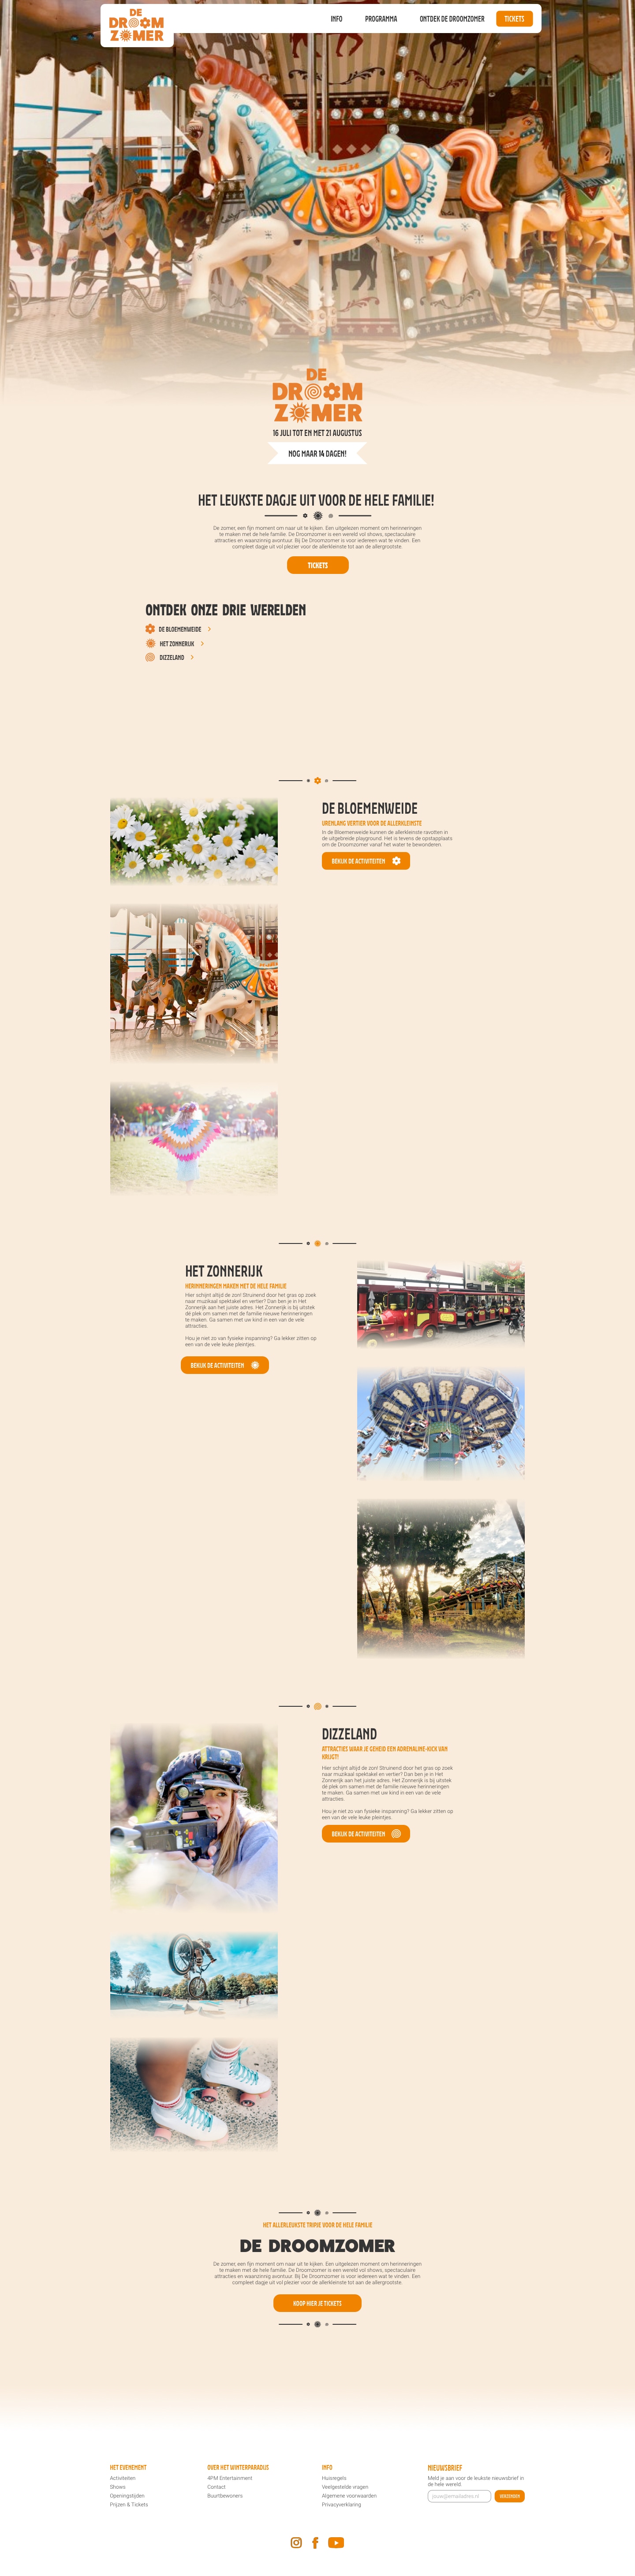 DE
DROOM
ZOMER
INFO
PROGRAMMA
ONTDEK DE DROOMZOMER
TICKETS
DE
DROOM
ZOMER
16 JULI TOT EN MET 21 AUGUSTUS
NOG MAAR 14 DAGEN!
HET LEUKSTE DAGJE UIT VOOR DE HELE FAMILIE!
De zomer, een fijn moment om naar uit te kijken. Een uitgelezen moment om herinneringen
te maken met de hele familie. De Droomzomer is een wereld vol shows, spectaculaire
attracties en waanzinnig avontuur. Bij De Droomzomer is voor iedereen wat te vinden. Een
compleet dagje uit vol plezier voor de allerkleinste tot aan de allergrootste.
TICKETS
ONTDEK ONZE DRIE WERELDEN
DE BLOEMENWEIDE
HET ZONNERIJK
DIZZELAND
DE BLOEMENWEIDE
URENLANG VERTIER VOOR DE ALLERKLEINSTE
In de Bloemenweide kunnen de allerkleinste ravotten in
de uitgebreide playground. Het is tevens de opstapplaats
om de Droomzomer vanaf het water te bewonderen.
BEKIJK DE ACTIVITEITEN
HET ZONNERIJK
HERINNERINGEN MAKEN MET DE HELE FAMILIE
Hier schijnt altijd de zon! Struinend door het gras op zoek
naar muzikaal spektakel en vertier? Dan ben je in Het
Zonnerijk aan het juiste adres. Het Zonnerijk is bij uitstek
dé plek om samen met de familie nieuwe herinneringen
te maken. Ga samen met uw kind in een van de vele
attracties.
Hou je niet zo van fysieke inspanning? Ga lekker zitten op
een van de vele leuke pleintjes.
BEKIJK DE ACTIVITEITEN
DIZZELAND
ATTRACTIES WAAR JE GEHEID EEN ADRENALINE-KICK VAN
KRIJGT!
Hier schijnt altijd de zon! Struinend door het gras op zoek
naar muzikaal spektakel en vertier? Dan ben je in Het
Zonnerijk aan het juiste adres. Het Zonnerijk is bij uitstek
dé plek om samen met de familie nieuwe herinneringen
te maken. Ga samen met uw kind in een van de vele
attracties.
Hou je niet zo van fysieke inspanning? Ga lekker zitten op
een van de vele leuke pleintjes.
BEKIJK DE ACTIVITEITEN
HET ALLERLEUKSTE TRIPJE VOOR DE HELE FAMILIE
DE DROOMZOMER
De zomer, een fijn moment om naar uit te kijken. Een uitgelezen moment om herinneringen
te maken met de hele familie. De Droomzomer is een wereld vol shows, spectaculaire
attracties en waanzinnig avontuur. Bij De Droomzomer is voor iedereen wat te vinden. Een
compleet dagje uit vol plezier voor de allerkleinste tot aan de allergrootste.
KOOP HIER JE TICKETS
HET EVENEMENT
Activiteiten
Shows
Openingstijden
Prijzen & Tickets
OVER HET WINTERPARADIJS
4PM Entertainment
Contact
Buurtbewoners
INFO
Huisregels
Veelgestelde vragen
Algemene voorwaarden
Privacyverklaring
NIEUWSBRIEF
Meld je aan voor de leukste nieuwsbrief in
de hele wereld.
jouw@emailadres.nl
VERSTUREN